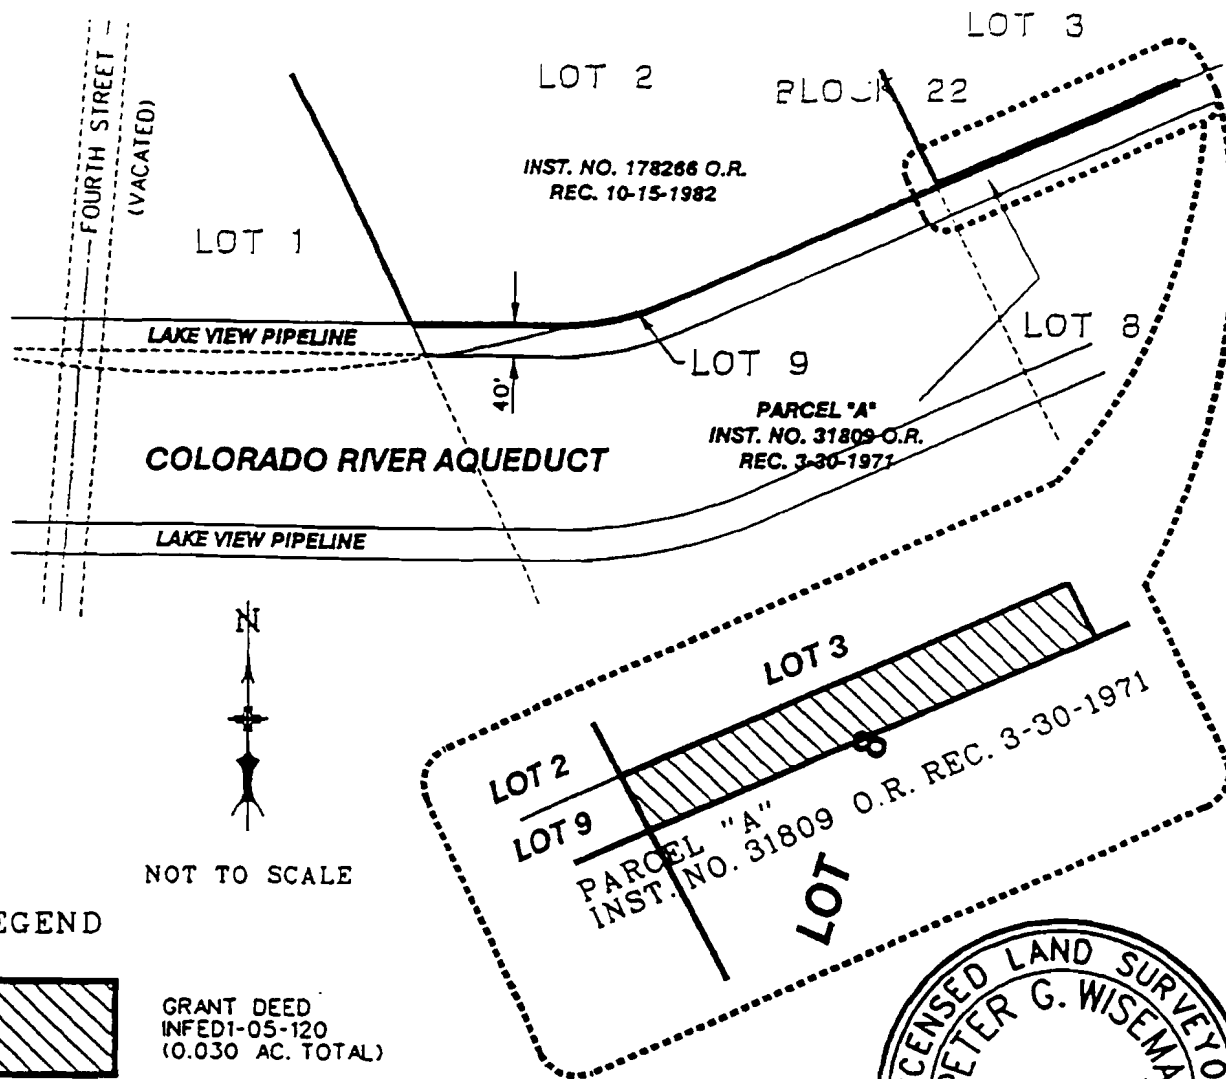 LOT 3
LOT 2
BLOCK 22
FOURTH STREET
(VACATED)
INST. NO. 178266 O.R.
REC. 10-15-1982
LOT 1
LAKE VIEW PIPELINE
LOT 8
LOT 9
40'
PARCEL "A"
INST. NO. 31809 O.R.
REC. 3-30-1971
COLORADO RIVER AQUEDUCT
LAKE VIEW PIPELINE
N
NOT TO SCALE
LOT 3
LOT 2
LOT 9
LOT 8
PARCEL "A"
INST. NO. 31809 O.R. REC. 3-30-1971
EGEND
GRANT DEED
INFED1-05-120
(0.030 AC. TOTAL)
CENSED LAND SURVEYO
PETER G. WISEMA